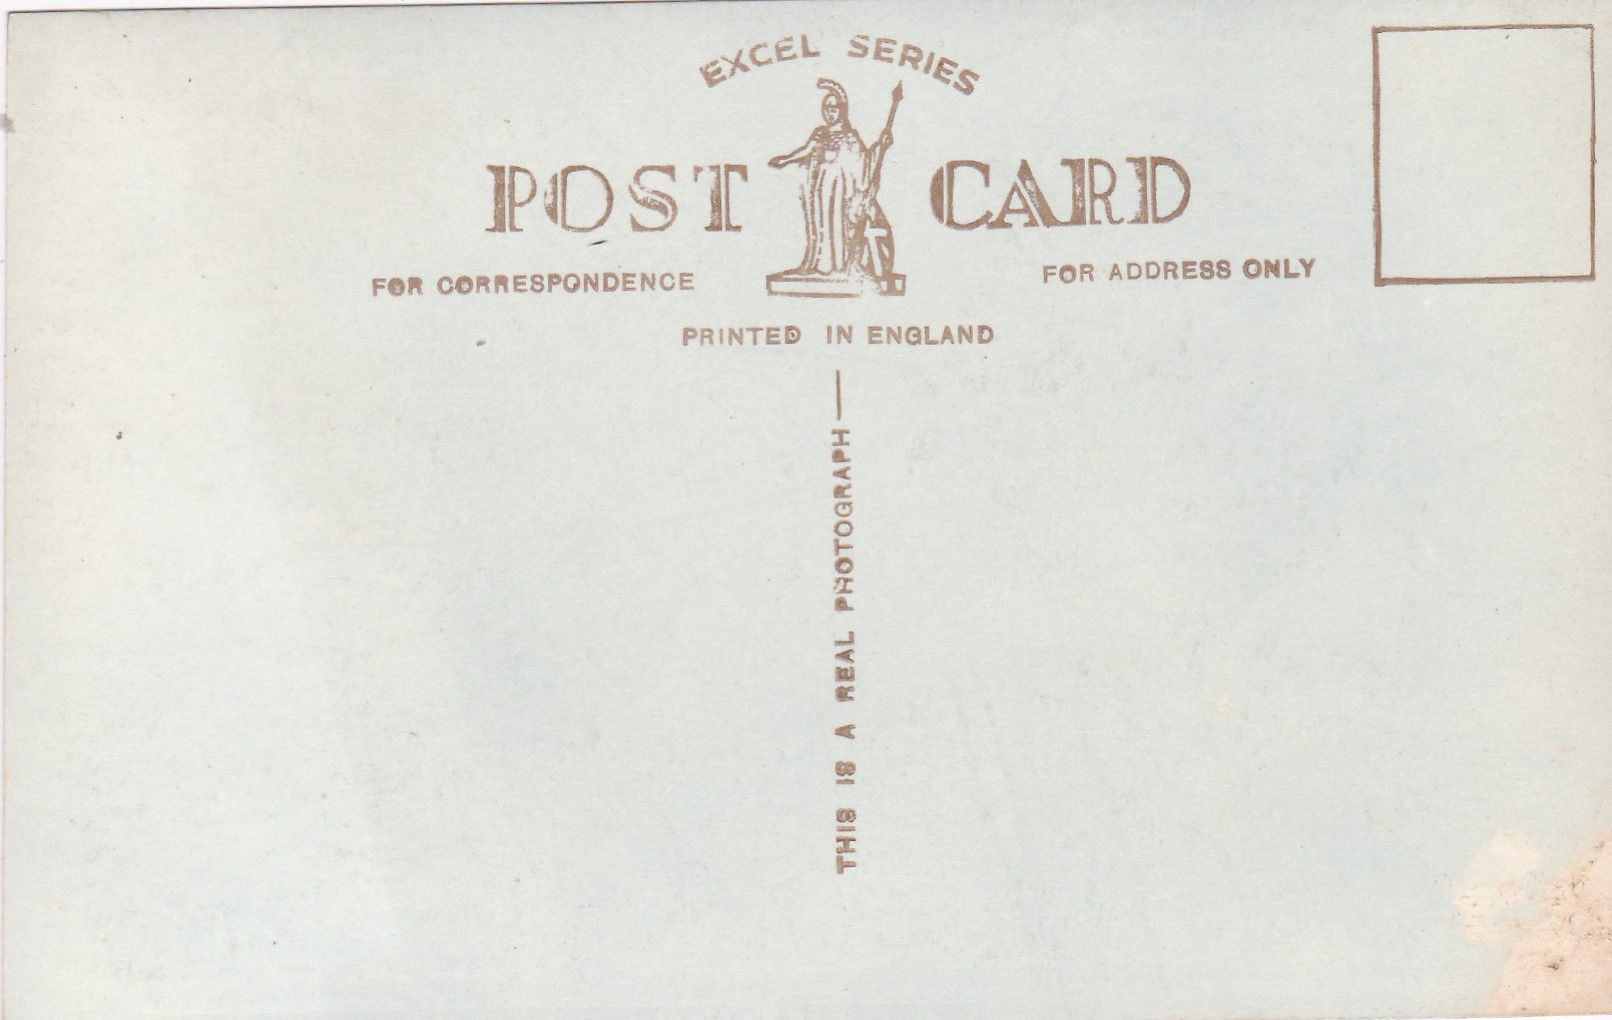 EXCEL SERIES
POST CARD
FOR CORRESPONDENCE
FOR ADDRESS ONLY
PRINTED IN ENGLAND
THIS IS A REAL PHOTOGRAPH